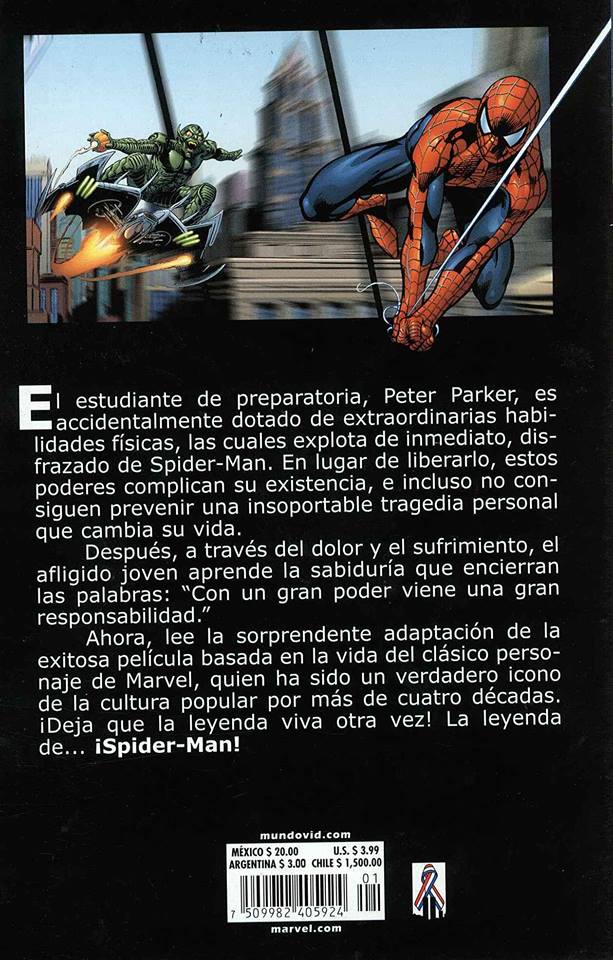 El estudiante de preparatoria, Peter Parker, es
accidentalmente dotado de extraordinarias habi-
lidades físicas, las cuales explota de inmediato, dis-
frazado de Spider-Man. En lugar de liberarlo, estos
poderes complican su existencia, e incluso no con-
siguen prevenir una insoportable tragedia personal
que cambia su vida.
Después, a través del dolor y el sufrimiento, el
afligido joven aprende la sabiduría que encierran
las palabras: “Con un gran poder viene una gran
responsabilidad.”
Ahora, lee la sorprendente adaptación de la
exitosa película basada en la vida del clásico perso-
naje de Marvel, quien ha sido un verdadero icono
de la cultura popular por más de cuatro décadas.
¡Deja que la leyenda viva otra vez! La leyenda
de... ¡Spider-Man!
mundovid.com
MÉXICO $ 20.00 U.S. $ 3.99
ARGENTINA $ 3.00 CHILE $ 1,500.00
01
7 509982 405924
marvel.com